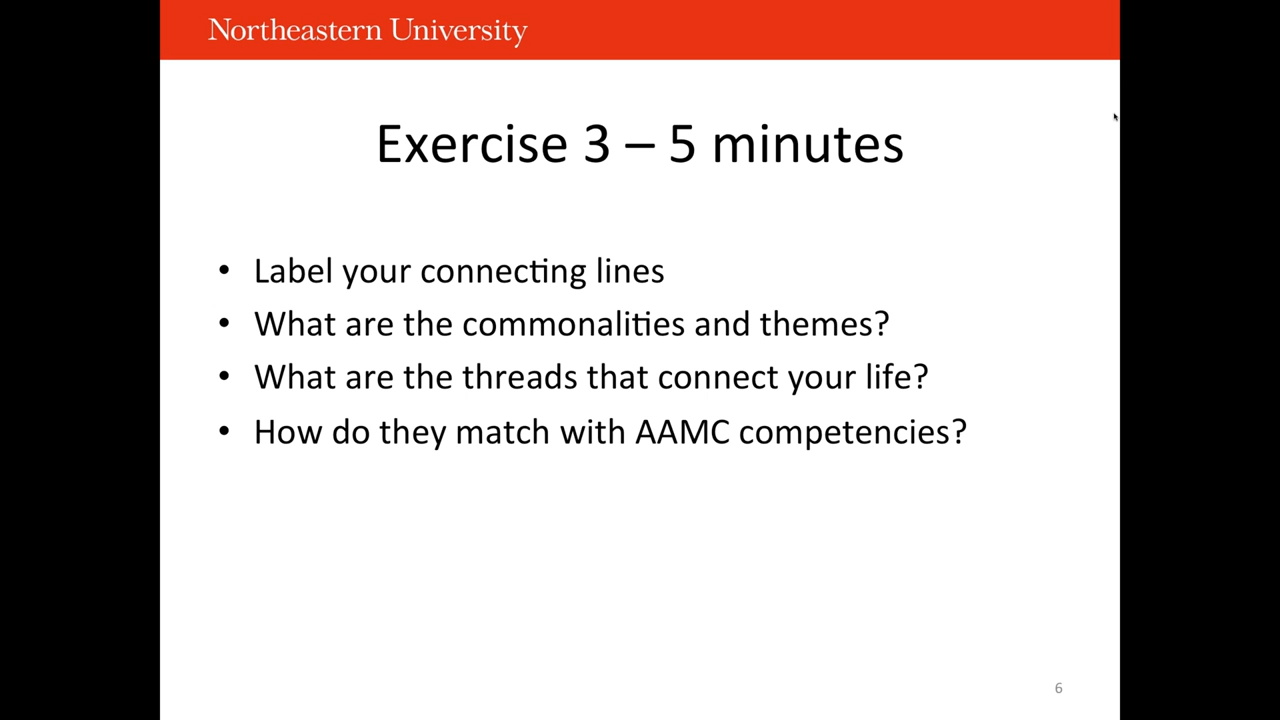 Northeastern University
Exercise 3 – 5 minutes
• Label your connecting lines
• What are the commonalities and themes?
• What are the threads that connect your life?
• How do they match with AAMC competencies?
6